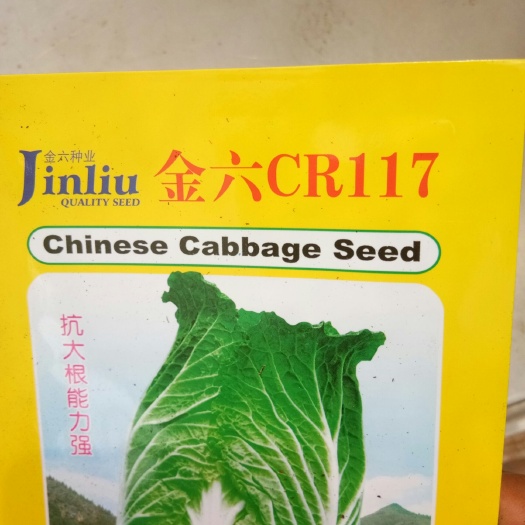 金六种业
Jinliu
QUALITY SEED
金六CR117
Chinese Cabbage Seed
抗大根能力强